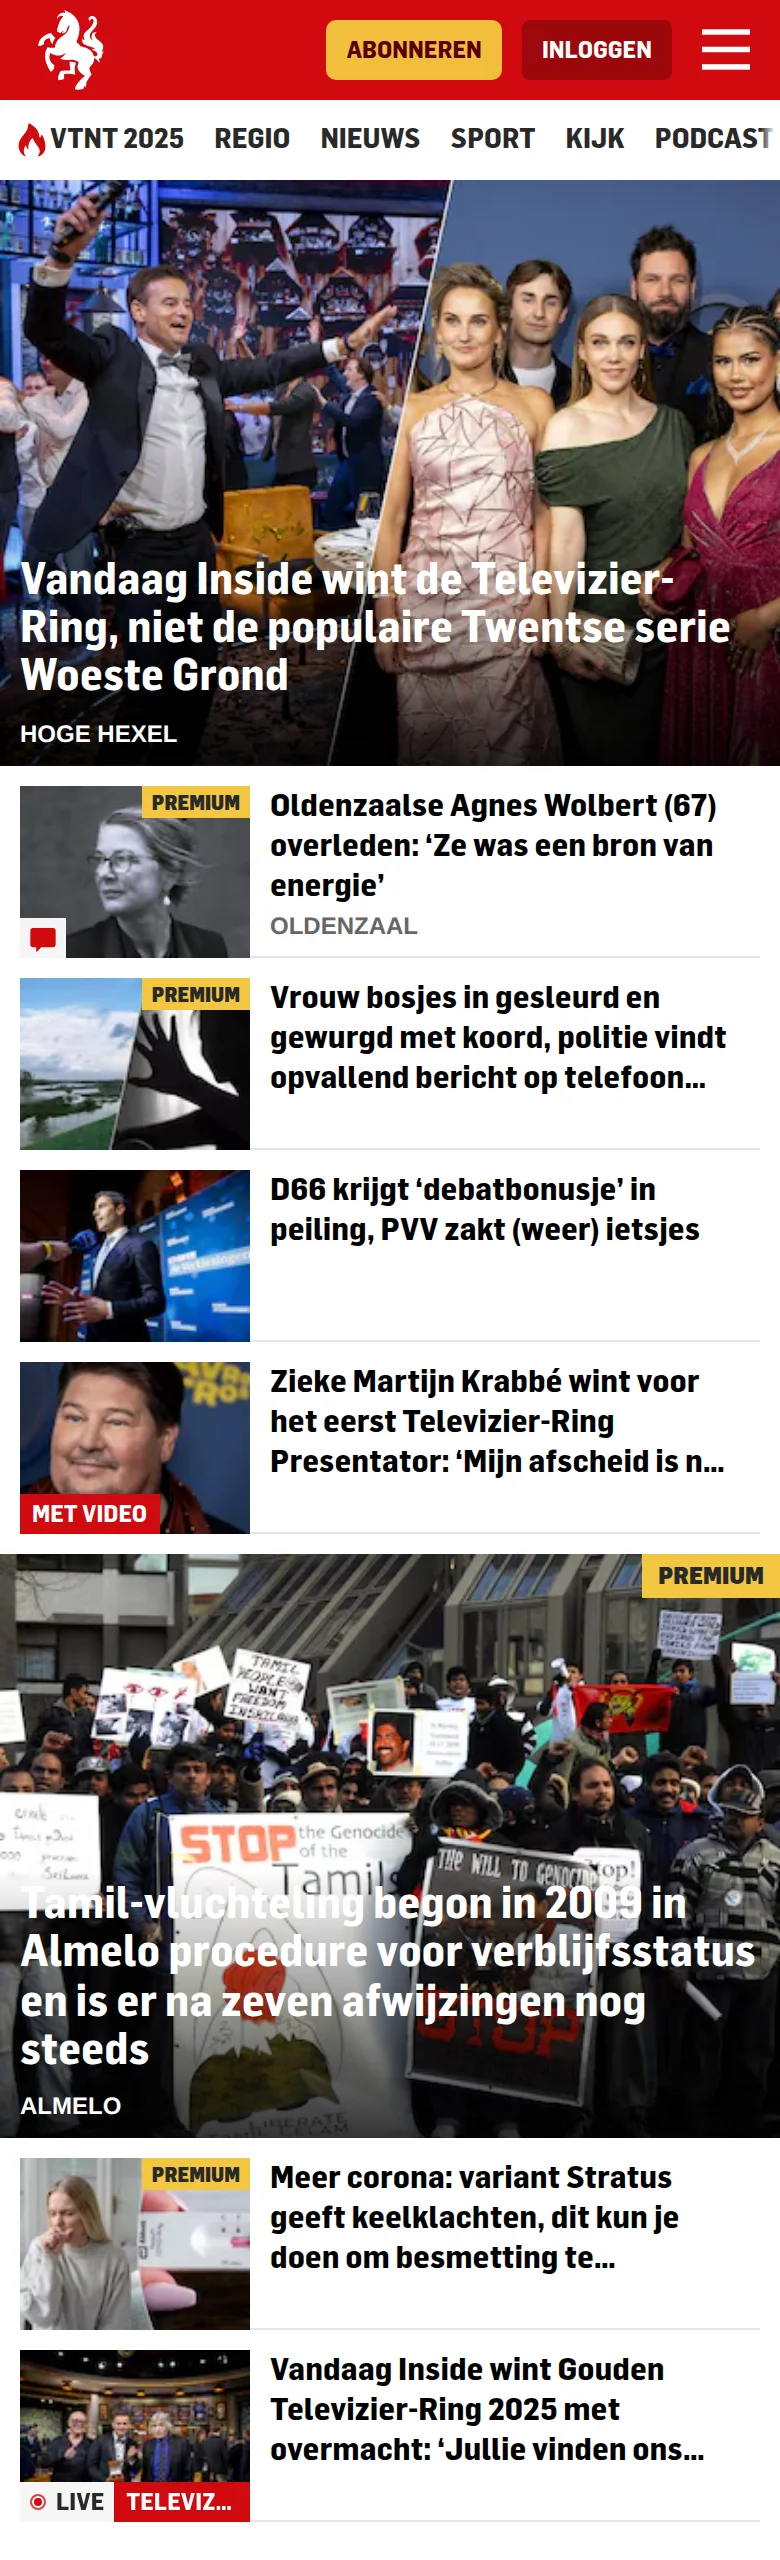 ABONNEREN
INLOGGEN
VTNT 2025 REGIO NIEUWS SPORT KIJK PODCAST
Vandaag Inside wint de Televizier-
Ring, niet de populaire Twentse serie
Woeste Grond
HOGE HEXEL
PREMIUM
Oldenzaalse Agnes Wolbert (67)
overleden: ‘Ze was een bron van
energie’
OLDENZAAL
PREMIUM
Vrouw bosjes in gesleurd en
gewurgd met koord, politie vindt
opvallend bericht op telefoon...
D66 krijgt ‘debatbonusje’ in
peiling, PVV zakt (weer) ietsjes
Zieke Martijn Krabbé wint voor
het eerst Televizier-Ring
Presentator: ‘Mijn afscheid is n...
MET VIDEO
PREMIUM
TAMIL
PEOPLE
WANT
FREEDOM
IN SRILANKA
STOP the Genocide
of the
Tamils
THE WILL TO GENOCIDE
Stop!
STOP
Tamil-vluchteling begon in 2009 in
Almelo procedure voor verblijfsstatus
en is er na zeven afwijzingen nog
steeds
LIBERATE
TAMIL EELAM
ALMELO
PREMIUM
Meer corona: variant Stratus
geeft keelklachten, dit kun je
doen om besmetting te...
Vandaag Inside wint Gouden
Televizier-Ring 2025 met
overmacht: ‘Jullie vinden ons...
LIVE TELEVIZ...